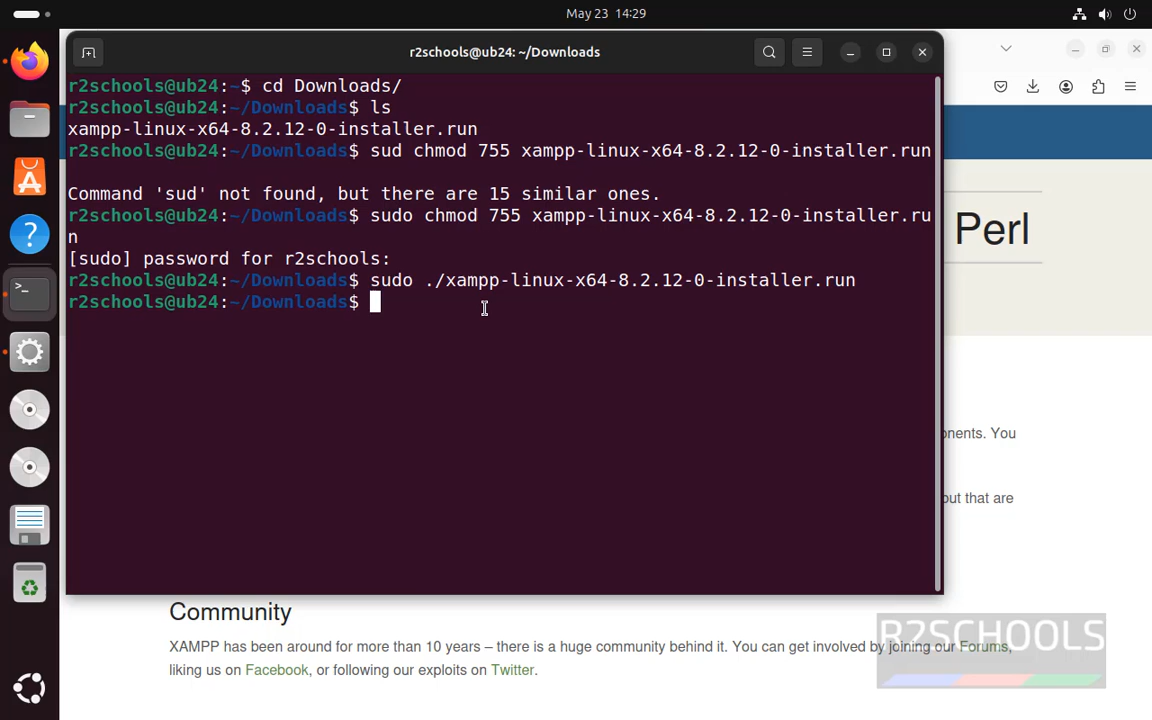 May 23 14:29
r2schools@ub24: ~/Downloads
r2schools@ub24:~$ cd Downloads/
r2schools@ub24:~/Downloads$ ls
xampp-linux-x64-8.2.12-0-installer.run
r2schools@ub24:~/Downloads$ sud chmod 755 xampp-linux-x64-8.2.12-0-installer.run
Command 'sud' not found, but there are 15 similar ones.
r2schools@ub24:~/Downloads$ sudo chmod 755 xampp-linux-x64-8.2.12-0-installer.ru
n
[sudo] password for r2schools:
r2schools@ub24:~/Downloads$ sudo ./xampp-linux-x64-8.2.12-0-installer.run
r2schools@ub24:~/Downloads$
Perl
onents. You
but that are
Community
XAMPP has been around for more than 10 years – there is a huge community behind it. You can get involved by joining our Forums,
liking us on Facebook, or following our exploits on Twitter.
R2SCHOOLS